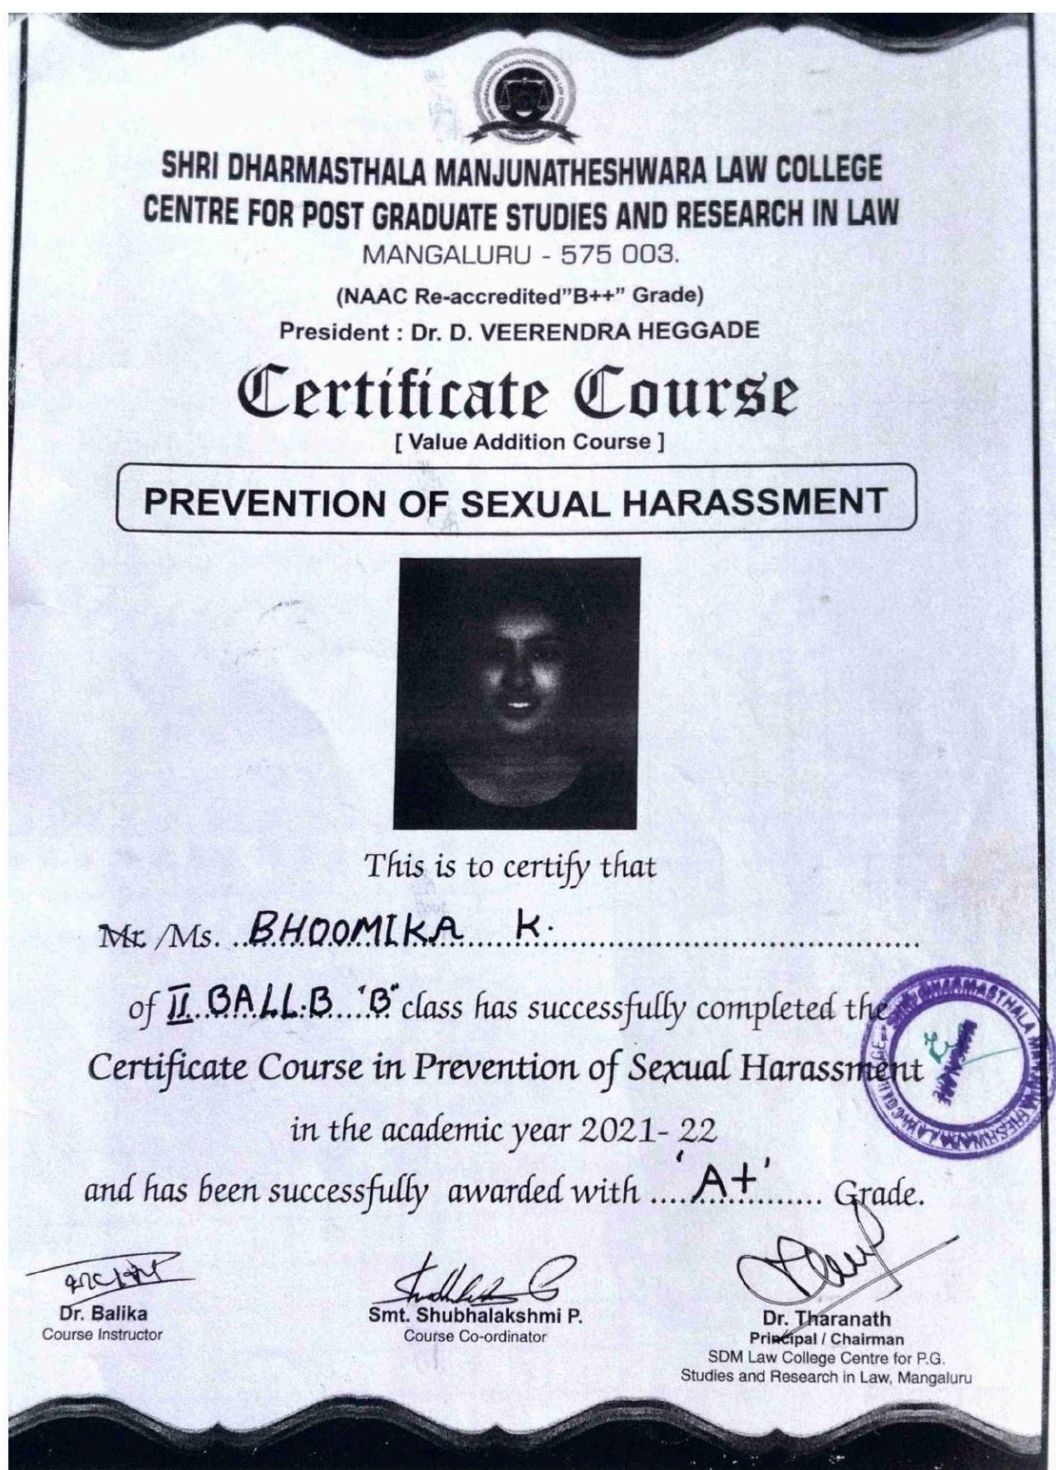 SHRI DHARMASTHALA MANJUNATHESHWARA LAW COLLEGE
CENTRE FOR POST GRADUATE STUDIES AND RESEARCH IN LAW
MANGALURU - 575 003.
(NAAC Re-accredited"B++" Grade)
President : Dr. D. VEERENDRA HEGGADE
Certificate Course
[ Value Addition Course ]
PREVENTION OF SEXUAL HARASSMENT
This is to certify that
Mr. /Ms. ..BHOOMIKA K.
of II BALL.B 'B" class has successfully completed the
Certificate Course in Prevention of Sexual Harassment
in the academic year 2021- 22
and has been successfully awarded with ....'A+'...... Grade.
Dr. Balika
Course Instructor
Smt. Shubhalakshmi P.
Course Co-ordinator
Dr. Tharanath
Principal / Chairman
SDM Law College Centre for P.G.
Studies and Research in Law, Mangaluru